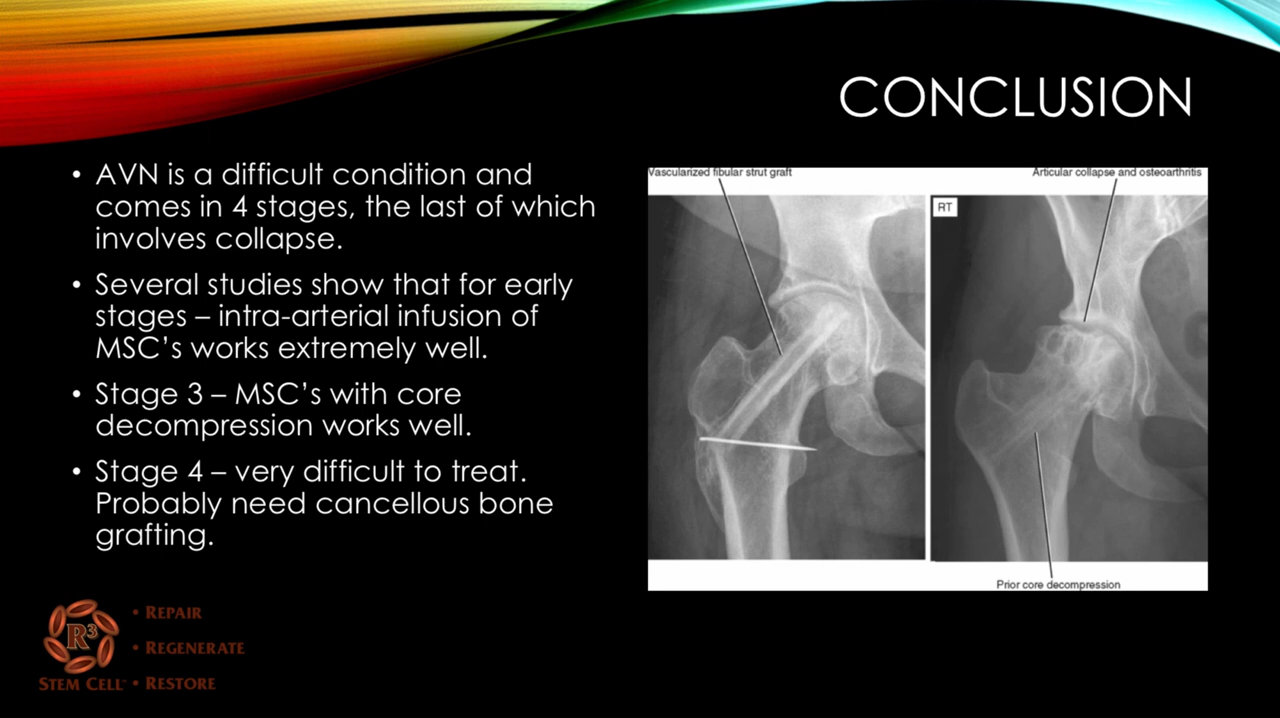 CONCLUSION
• AVN is a difficult condition and
comes in 4 stages, the last of which
involves collapse.
• Several studies show that for early
stages – intra-arterial infusion of
MSC's works extremely well.
• Stage 3 – MSC's with core
decompression works well.
• Stage 4 – very difficult to treat.
Probably need cancellous bone
grafting.
Vascularized fibular strut graft
Articular collapse and osteoarthritis
RT
Prior core decompression
R³
STEM CELL™
• REPAIR
• REGENERATE
• RESTORE